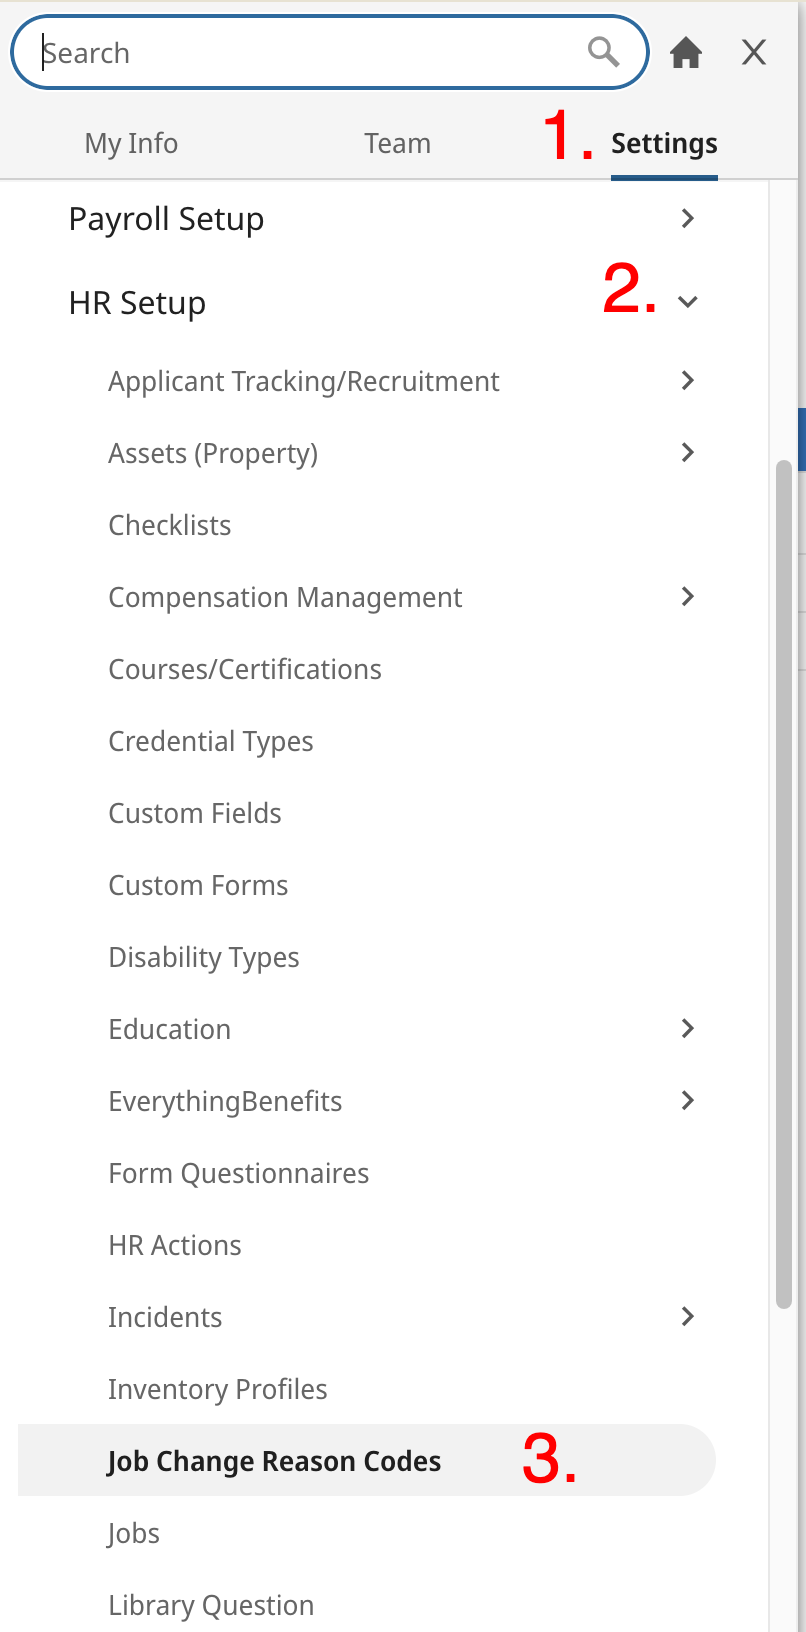 Search
My Info Team 1. Settings
Payroll Setup
HR Setup 2.
Applicant Tracking/Recruitment
Assets (Property)
Checklists
Compensation Management
Courses/Certifications
Credential Types
Custom Fields
Custom Forms
Disability Types
Education
EverythingBenefits
Form Questionnaires
HR Actions
Incidents
Inventory Profiles
Job Change Reason Codes 3.
Jobs
Library Question